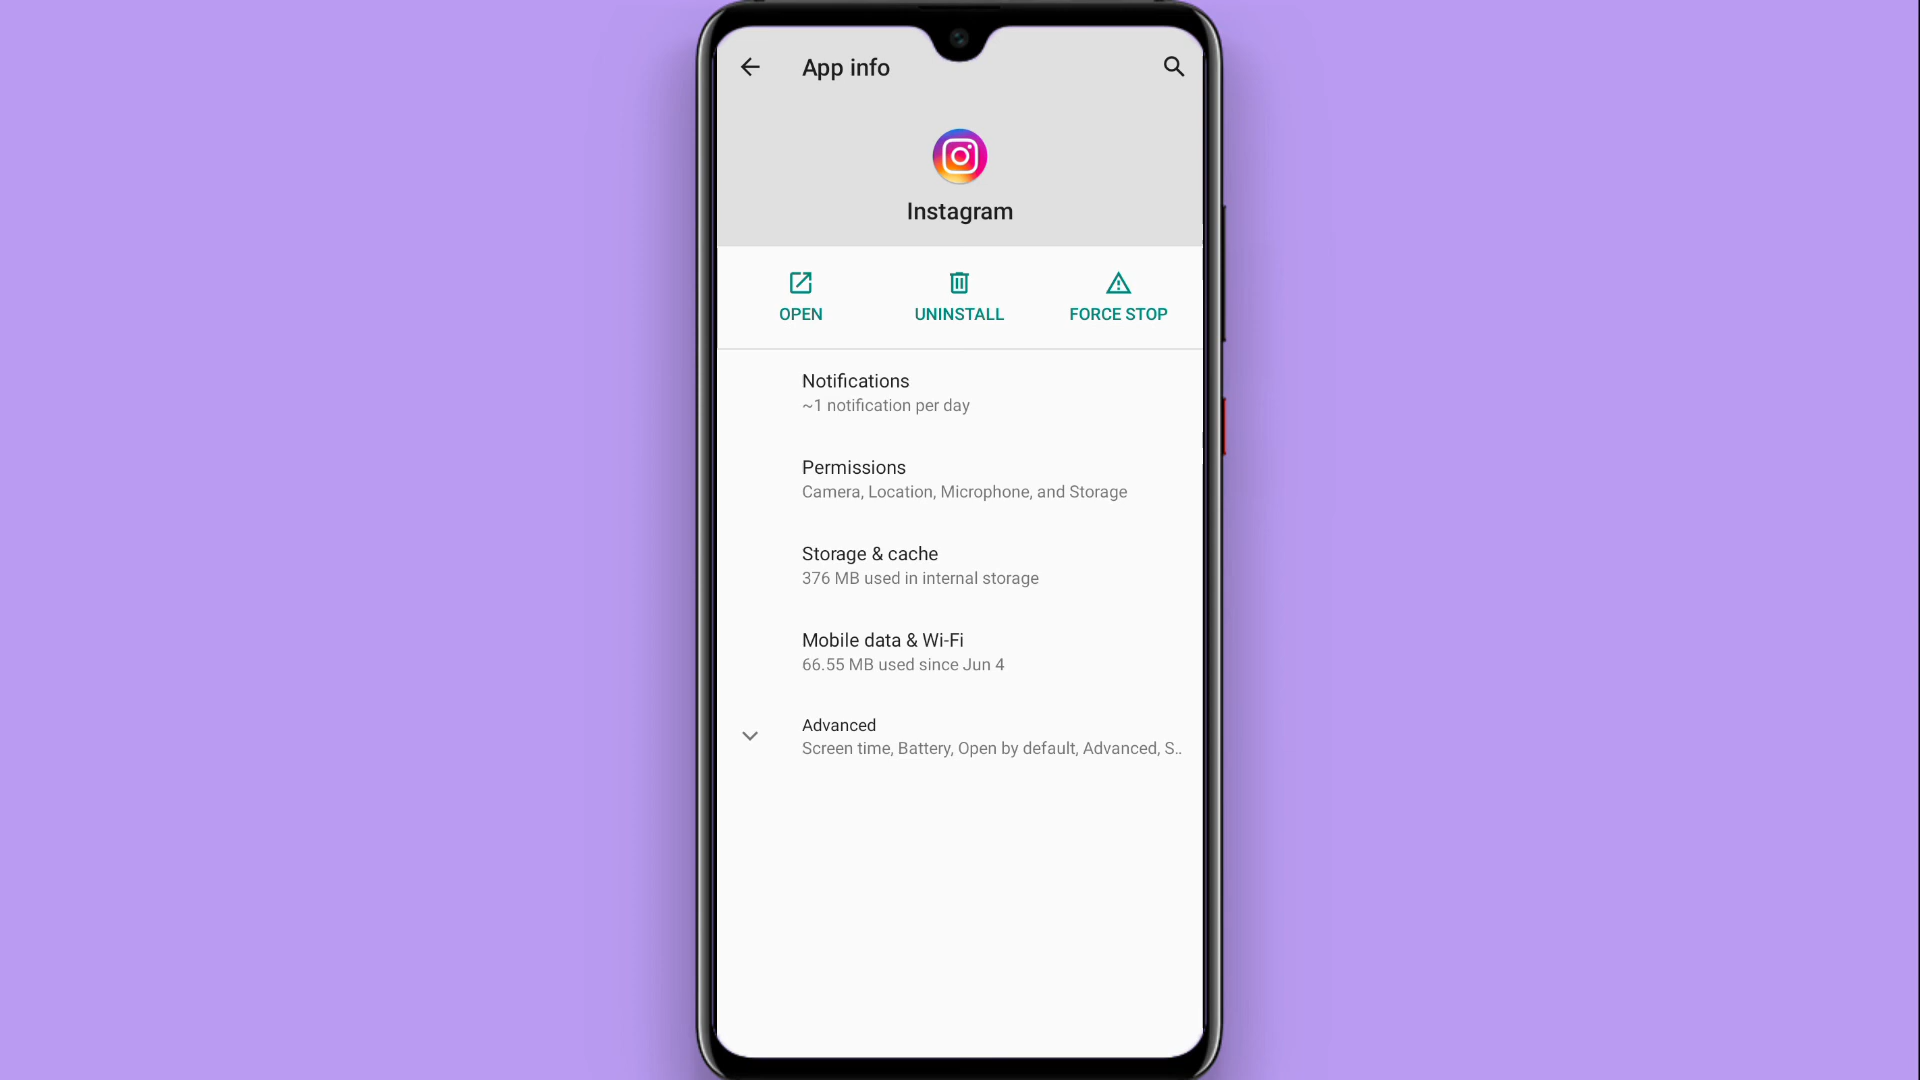 App info
Instagram
OPEN
UNINSTALL
FORCE STOP
Notifications
~1 notification per day
Permissions
Camera, Location, Microphone, and Storage
Storage & cache
376 MB used in internal storage
Mobile data & Wi-Fi
66.55 MB used since Jun 4
Advanced
Screen time, Battery, Open by default, Advanced, S..